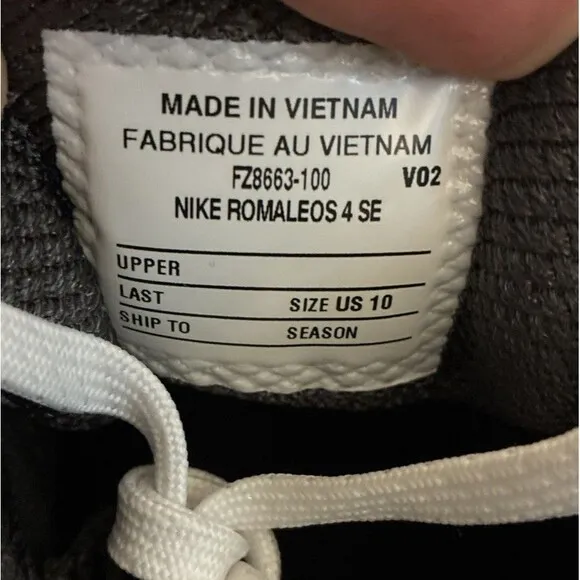 MADE IN VIETNAM
FABRIQUE AU VIETNAM
FZ8663-100 V02
NIKE ROMALEOS 4 SE
UPPER
LAST SIZE US 10
SHIP TO SEASON